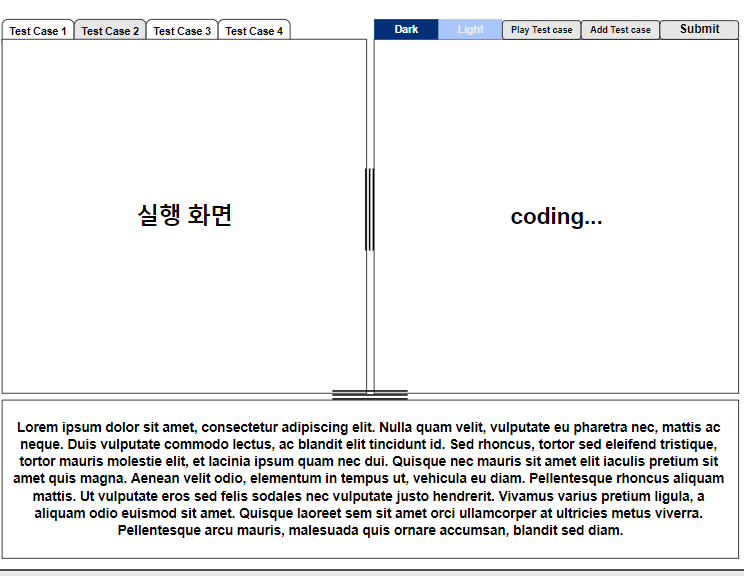 Test Case 1 Test Case 2 Test Case 3 Test Case 4 Dark Light Play Test case Add Test case Submit
실행 화면
coding...
Lorem ipsum dolor sit amet, consectetur adipiscing elit. Nulla quam velit, vulputate eu pharetra nec, mattis ac
neque. Duis vulputate commodo lectus, ac blandit elit tincidunt id. Sed rhoncus, tortor sed eleifend tristique,
tortor mauris molestie elit, et lacinia ipsum quam nec dui. Quisque nec mauris sit amet elit iaculis pretium sit
amet quis magna. Aenean velit odio, elementum in tempus ut, vehicula eu diam. Pellentesque rhoncus aliquam
mattis. Ut vulputate eros sed felis sodales nec vulputate justo hendrerit. Vivamus varius pretium ligula, a
aliquam odio euismod sit amet. Quisque laoreet sem sit amet orci ullamcorper at ultricies metus viverra.
Pellentesque arcu mauris, malesuada quis ornare accumsan, blandit sed diam.